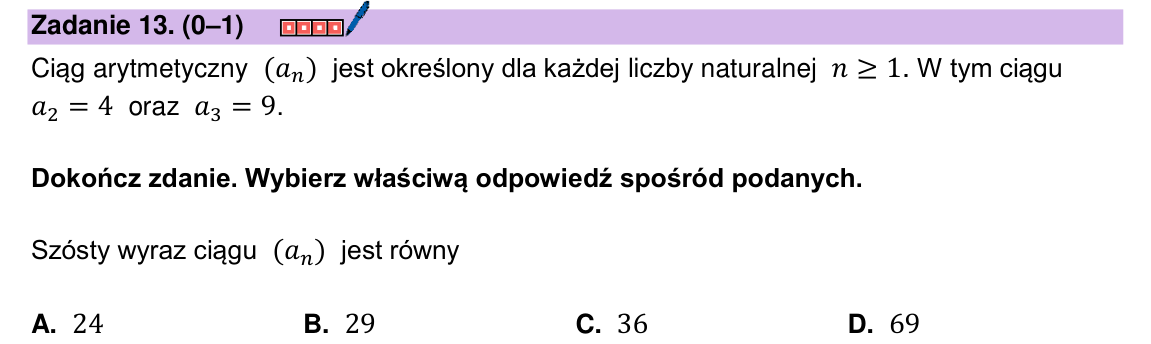 Zadanie 13. (0–1)
Ciąg arytmetyczny (aₙ) jest określony dla każdej liczby naturalnej n ≥ 1. W tym ciągu
a₂ = 4 oraz a₃ = 9.
Dokończ zdanie. Wybierz właściwą odpowiedź spośród podanych.
Szósty wyraz ciągu (aₙ) jest równy
A. 24 B. 29 C. 36 D. 69